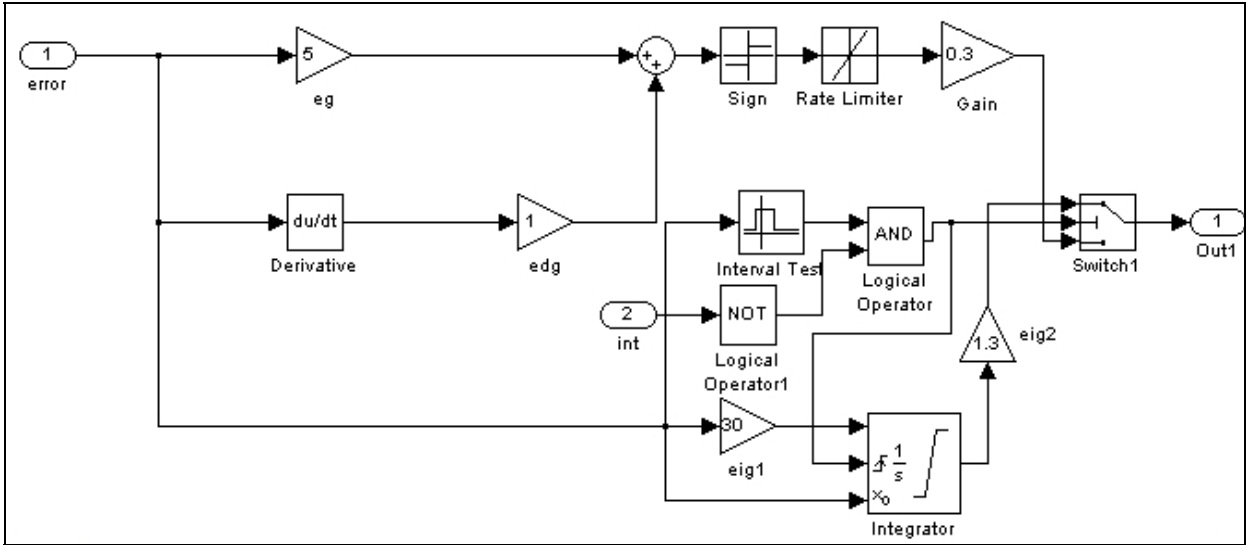 1
error
5
eg
+
+
Sign
Rate Limiter
0.3
Gain
du/dt
Derivative
1
edg
Interval Test
AND
Logical
Operator
Switch1
1
Out1
2
int
NOT
Logical
Operator1
1.3
eig2
30
eig1
1
s
x0
Integrator